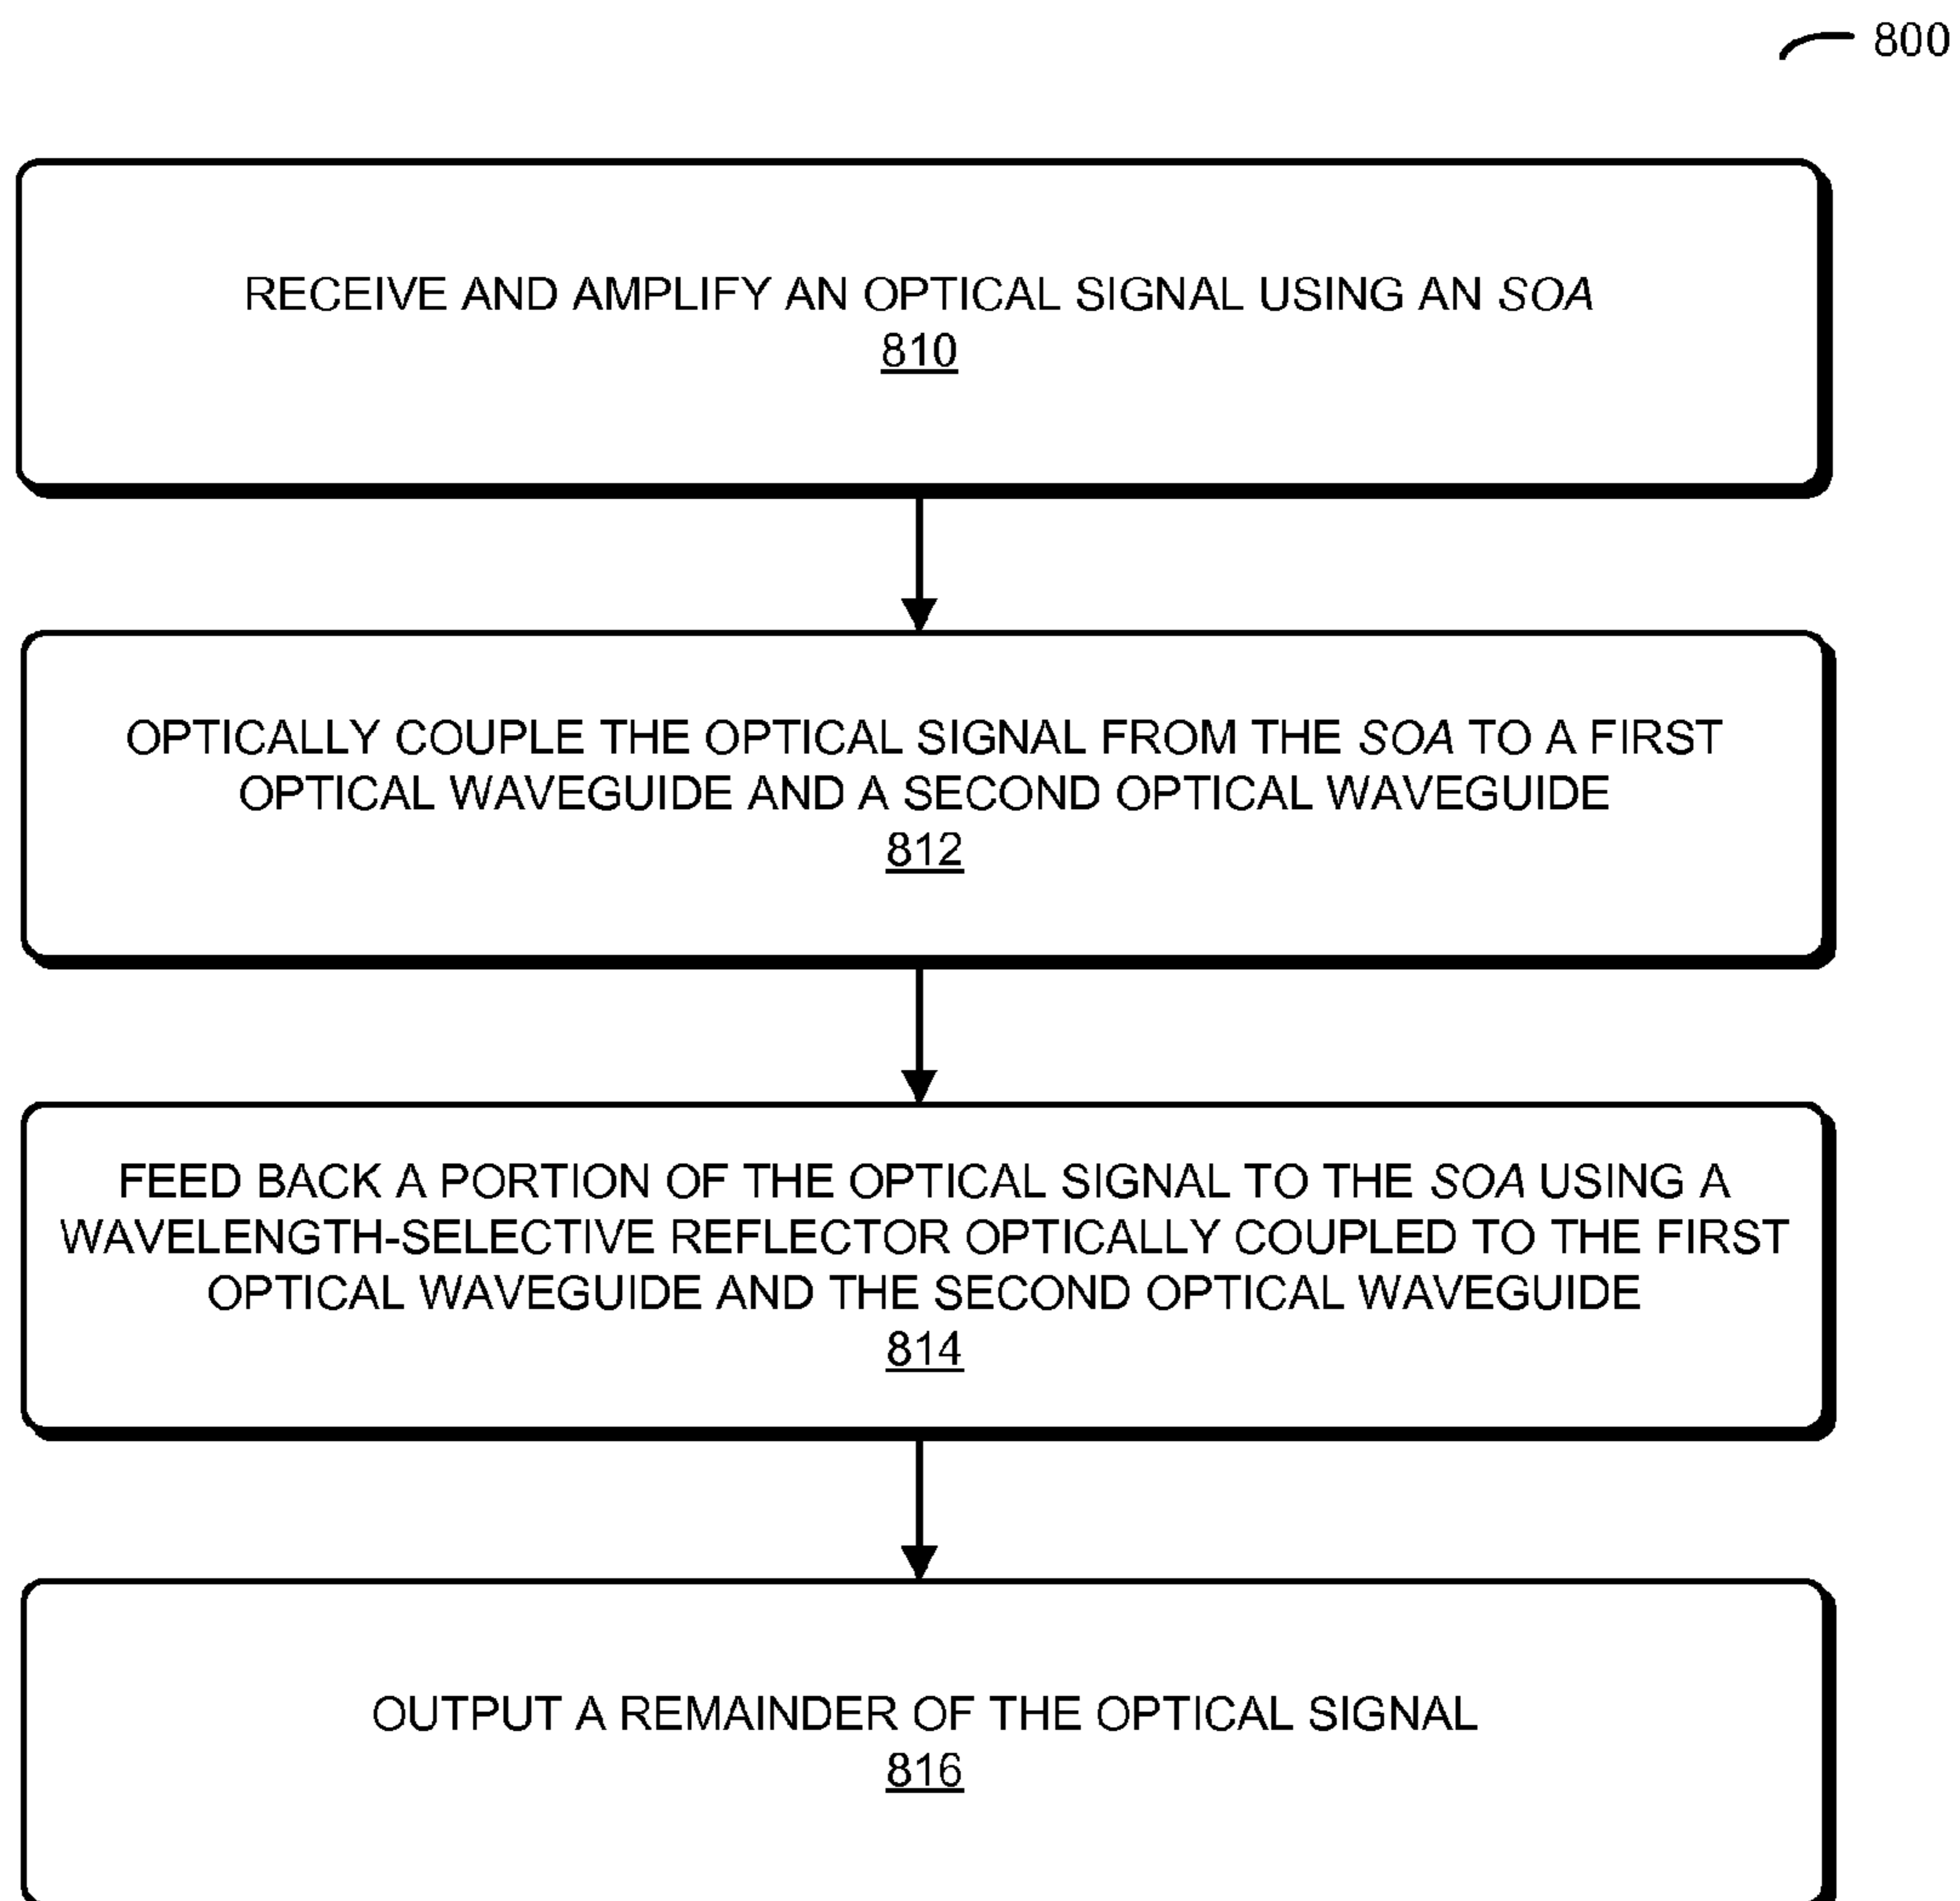 800
RECEIVE AND AMPLIFY AN OPTICAL SIGNAL USING AN SOA
810
OPTICALLY COUPLE THE OPTICAL SIGNAL FROM THE SOA TO A FIRST
OPTICAL WAVEGUIDE AND A SECOND OPTICAL WAVEGUIDE
812
FEED BACK A PORTION OF THE OPTICAL SIGNAL TO THE SOA USING A
WAVELENGTH-SELECTIVE REFLECTOR OPTICALLY COUPLED TO THE FIRST
OPTICAL WAVEGUIDE AND THE SECOND OPTICAL WAVEGUIDE
814
OUTPUT A REMAINDER OF THE OPTICAL SIGNAL
816